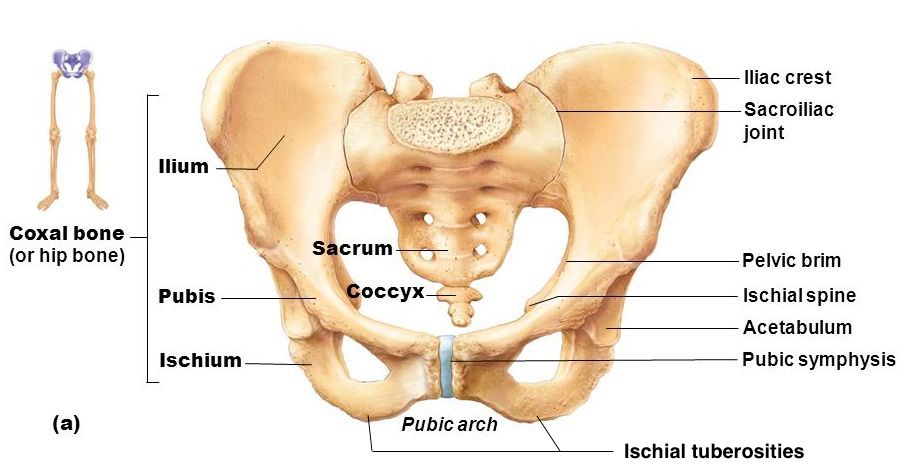 Iliac crest
Sacroiliac
joint
Ilium
Coxal bone
(or hip bone)
Sacrum
Pelvic brim
Coccyx
Pubis
Ischial spine
Acetabulum
Ischium
Pubic symphysis
(a)
Pubic arch
Ischial tuberosities